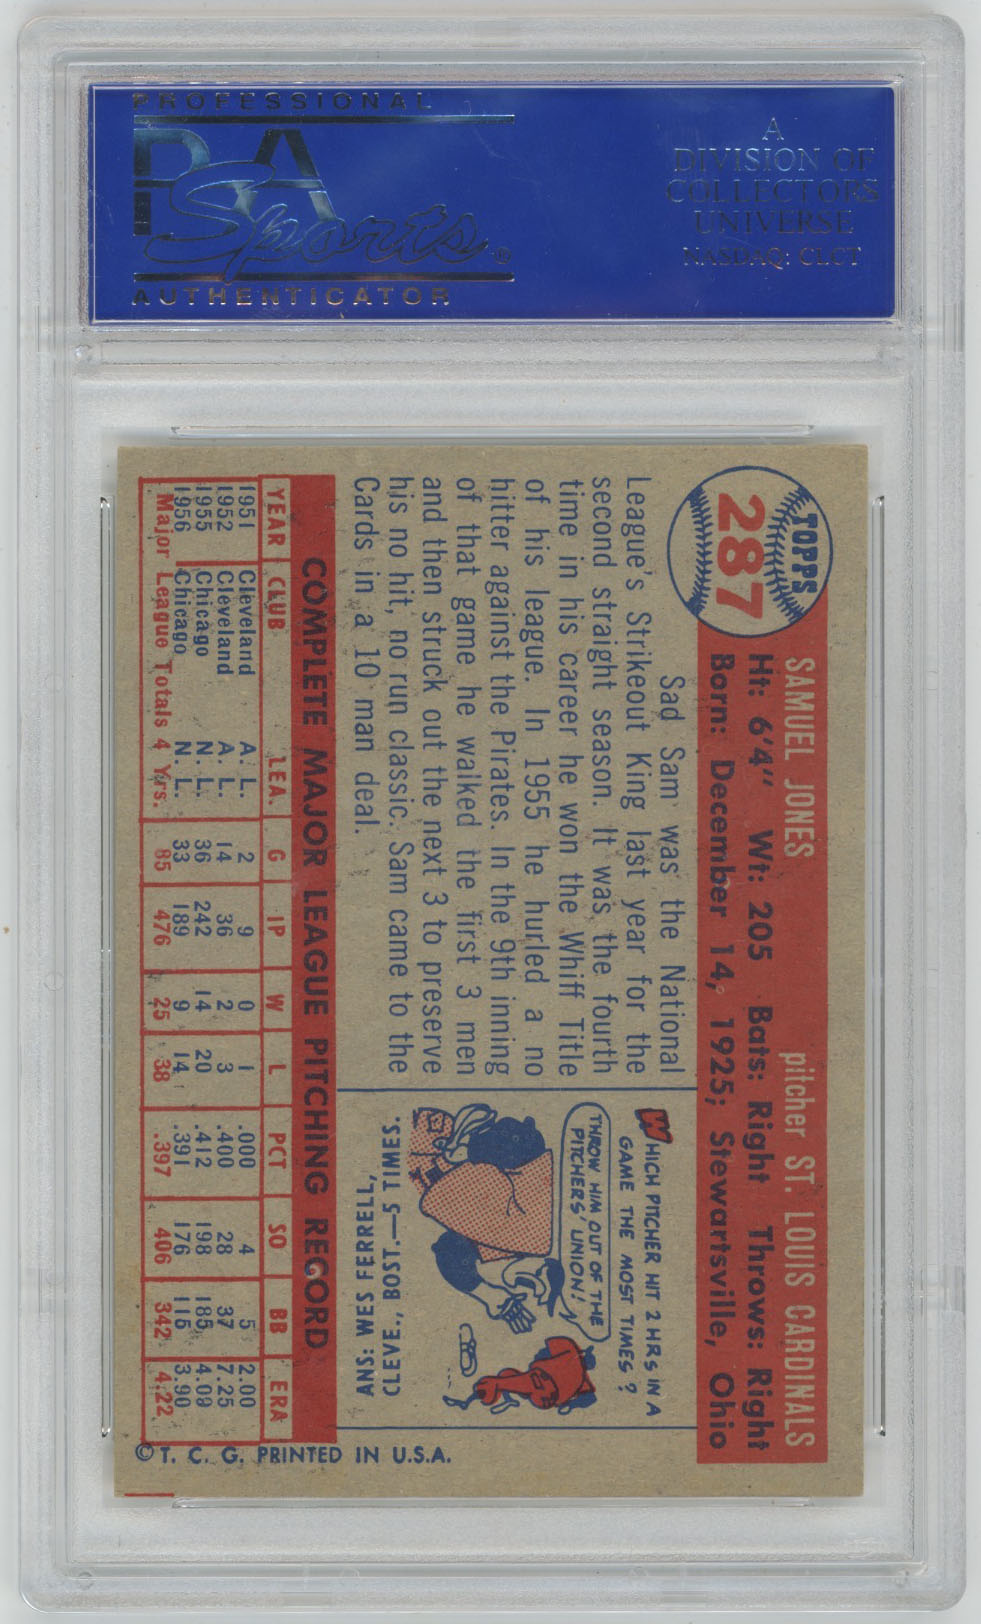 PROFESSIONAL
PSA
Sports®
AUTHENTICATOR
A
DIVISION OF
COLLECTORS
UNIVERSE
NASDAQ: CLCT
TOPPS
287
SAMUEL JONES pitcher ST. LOUIS CARDINALS
Ht: 6'4" Wt: 205 Bats: Right Throws: Right
Born: December 14, 1925; Stewartsville, Ohio
Sad Sam was the National
League's Strikeout King last year for the
second straight season. It was the fourth
time in his career he won the Whiff Title
of his league. In 1955 he hurled a no
hitter against the Pirates. In the 9th inning
of that game he walked the first 3 men
and then struck out the next 3 to preserve
his no hit, no run classic. Sam came to the
Cards in a 10 man deal.
WHICH PITCHER HIT 2 HRS IN A
GAME THE MOST TIMES?
THROW HIM OUT OF THE
PITCHERS' UNION!
ANS: WES FERRELL,
CLEVE., BOST.—5 TIMES.
COMPLETE MAJOR LEAGUE PITCHING RECORD
YEAR CLUB LEA. G IP W L PCT SO BB ERA
1951 Cleveland A. L. 2 9 0 1 .000 4 5 2.00
1952 Cleveland A. L. 14 36 2 3 .400 28 37 7.25
1955 Chicago N. L. 36 242 14 20 .412 198 185 4.09
1956 Chicago N. L. 33 189 9 14 .391 176 115 3.90
Major League Totals 4 Yrs. 85 476 25 38 .397 406 342 4.22
© T. C. G. PRINTED IN U.S.A.